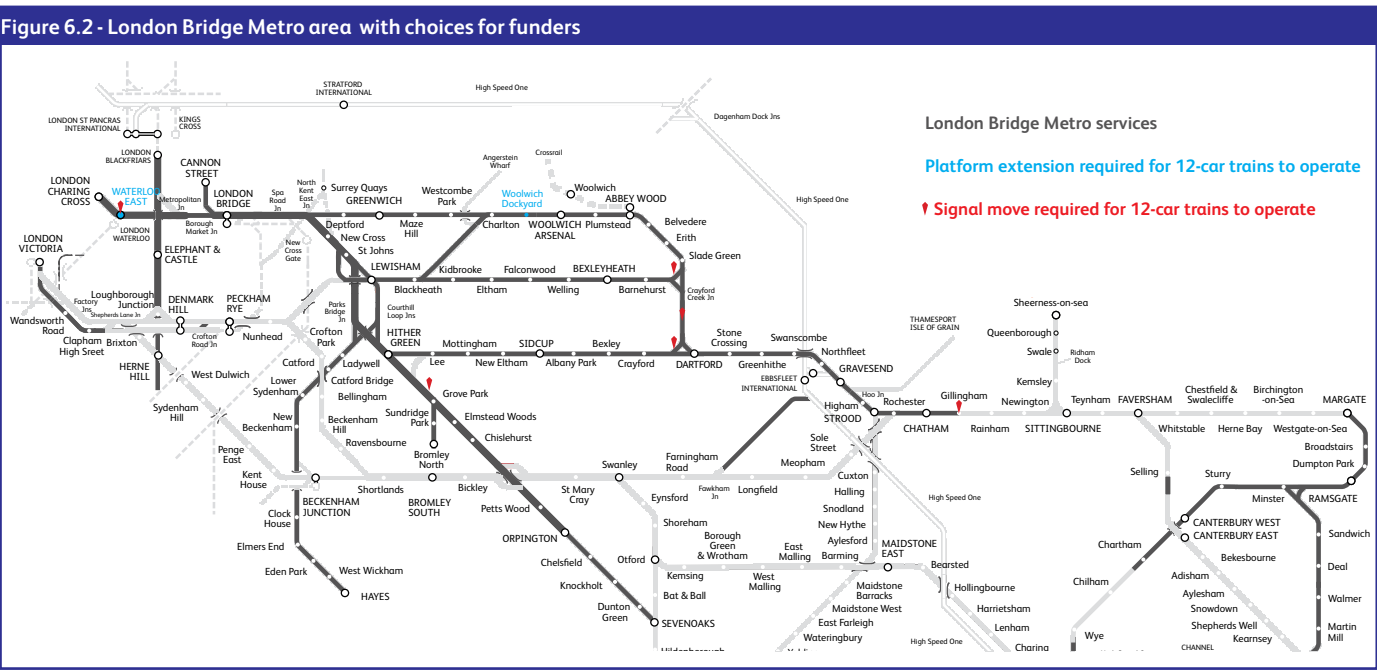 Figure 6.2 - London Bridge Metro area with choices for funders
STRATFORD
INTERNATIONAL
High Speed One
Dagenham Dock Jns
London Bridge Metro services
Platform extension required for 12-car trains to operate
Signal move required for 12-car trains to operate
LONDON ST PANCRAS
INTERNATIONAL
KINGS
CROSS
LONDON
BLACKFRIARS
CANNON
STREET
LONDON
CHARING
CROSS
WATERLOO
EAST
Metropolitan
Jn
LONDON
BRIDGE
Spa
Road
Jn
North
Kent
East
Jn
Surrey Quays
GREENWICH
Westcombe
Park
Angerstein
Wharf
Crossrail
Woolwich
Dockyard
Woolwich
ABBEY WOOD
High Speed One
LONDON
VICTORIA
LONDON
WATERLOO
Borough
Market Jn
ELEPHANT &
CASTLE
New
Cross
Gate
Deptford
New Cross
St Johns
Maze
Hill
Charlton
WOOLWICH
ARSENAL
Plumstead
Belvedere
Erith
Slade Green
LEWISHAM
Blackheath
Kidbrooke
Eltham
Falconwood
Welling
BEXLEYHEATH
Barnehurst
Crayford
Creek Jn
Wandsworth
Road
Factory
Jns
Loughborough
Junction
Shepherds Lane Jn
DENMARK
HILL
PECKHAM
RYE
Clapham
High Sreet
Brixton
Crofton
Road Jn
Nunhead
Parks
Bridge
Jn
Courthill
Loop Jns
Crofton
Park
HITHER
GREEN
HERNE
HILL
West Dulwich
Catford
Ladywell
Lee
Mottingham
New Eltham
SIDCUP
Albany Park
Bexley
Crayford
DARTFORD
Stone
Crossing
Greenhithe
Swanscombe
Northfleet
EBBSFLEET
INTERNATIONAL
GRAVESEND
THAMESPORT
ISLE OF GRAIN
Sheerness-on-sea
Queenborough
Swale
Ridham
Dock
Kemsley
Lower
Sydenham
Catford Bridge
Bellingham
Grove Park
Sydenham
Hill
New
Beckenham
Beckenham
Hill
Sundridge
Park
Elmstead Woods
Ravensbourne
Chislehurst
Bromley
North
Hoo Jn
Higham
STROOD
Rochester
CHATHAM
Gillingham
Rainham
Newington
SITTINGBOURNE
Teynham
FAVERSHAM
Whitstable
Chestfield &
Swalecliffe
Herne Bay
Birchington
-on-Sea
Westgate-on-Sea
MARGATE
Broadstairs
Dumpton Park
Penge
East
Kent
House
BECKENHAM
JUNCTION
Shortlands
BROMLEY
SOUTH
Bickley
Petts Wood
St Mary
Cray
Swanley
Farningham
Road
Fawkham
Jn
Longfield
Meopham
Sole
Street
Cuxton
Halling
Snodland
New Hythe
Aylesford
Barming
High Speed One
Selling
Sturry
Minster
RAMSGATE
Clock
House
Elmers End
Eden Park
West Wickham
HAYES
ORPINGTON
Chelsfield
Knockholt
Dunton
Green
SEVENOAKS
Eynsford
Shoreham
Otford
Kemsing
Bat & Ball
Borough
Green
& Wrotham
West
Malling
East
Malling
MAIDSTONE
EAST
Maidstone
Barracks
Maidstone West
East Farleigh
Wateringbury
Bearsted
Hollingbourne
Harrietsham
Lenham
Charing
High Speed One
CANTERBURY WEST
CANTERBURY EAST
Chartham
Chilham
Wye
Bekesbourne
Adisham
Aylesham
Snowdown
Shepherds Well
Kearnsey
CHANNEL
Sandwich
Deal
Walmer
Martin
Mill